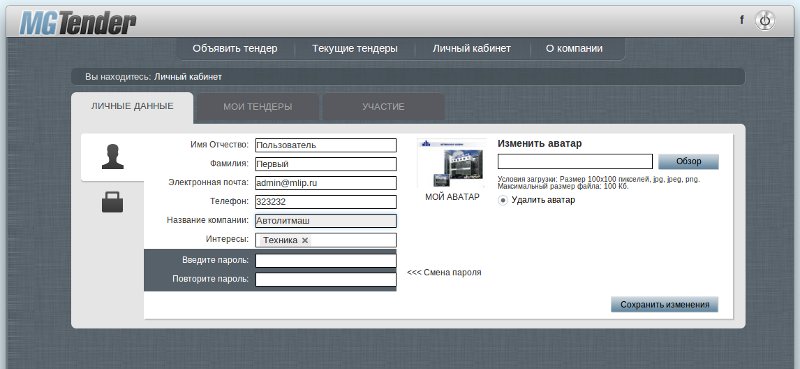 MGTender
f
Объявить тендер
Текущие тендеры
Личный кабинет
О компании
Вы находитесь: Личный кабинет
ЛИЧНЫЕ ДАННЫЕ
МОИ ТЕНДЕРЫ
УЧАСТИЕ
Имя Отчество: Пользователь
Фамилия: Первый
Электронная почта: admin@mlip.ru
Телефон: 323232
Название компании: Автолитмаш
Интересы: Техника ×
Введите пароль:
Повторите пароль:
<<< Смена пароля
МОЙ АВАТАР
Изменить аватар
Обзор
Условия загрузки: Размер 100x100 пикселей, jpg, jpeg, png.
Максимальный размер файла: 100 Кб.
Удалить аватар
Сохранить изменения